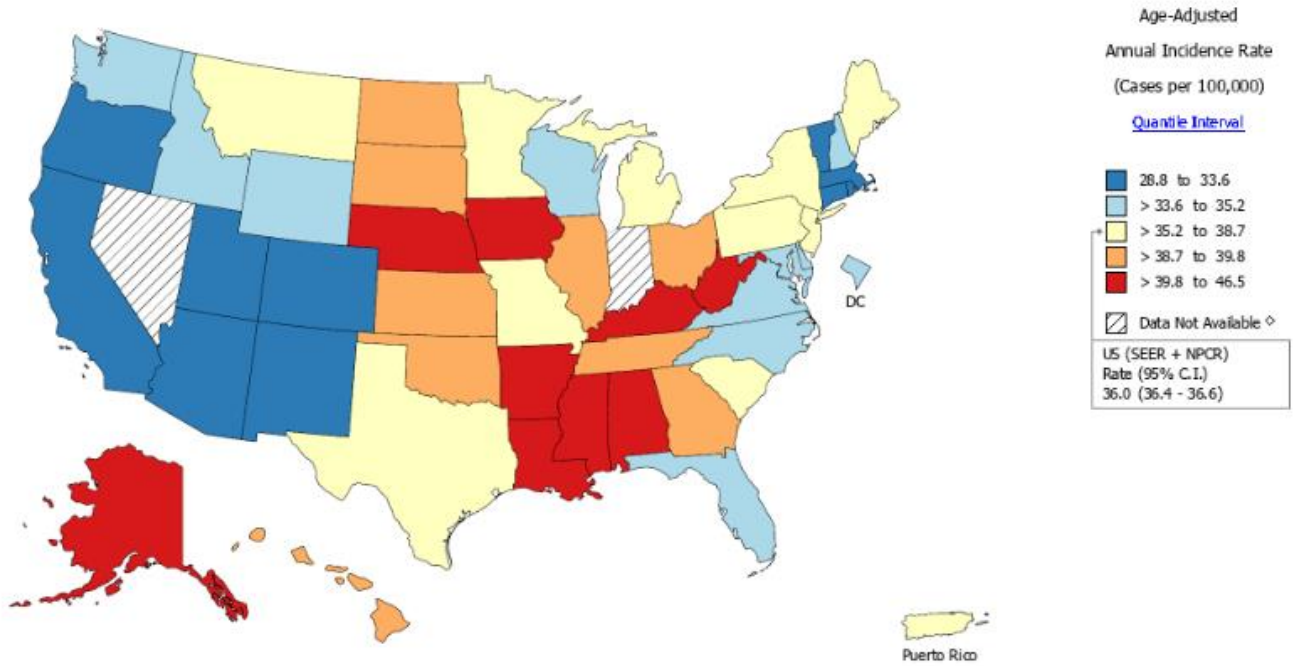 Age-Adjusted
Annual Incidence Rate
(Cases per 100,000)
Quantile Interval
28.8 to 33.6
> 33.6 to 35.2
> 35.2 to 38.7
> 38.7 to 39.8
> 39.8 to 46.5
Data Not Available ◇
US (SEER + NPCR)
Rate (95% C.I.)
36.0 (36.4 - 36.6)
DC
Puerto Rico